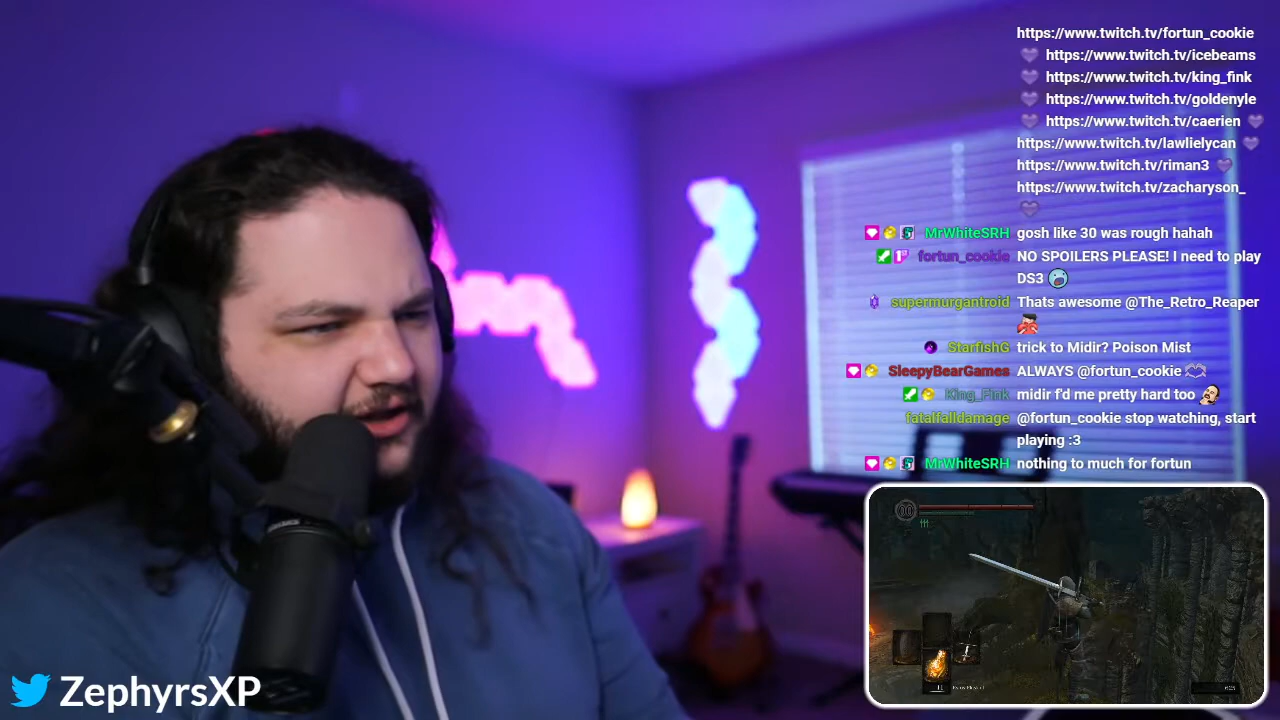 https://www.twitch.tv/fortun_cookie
https://www.twitch.tv/icebeams
https://www.twitch.tv/king_fink
https://www.twitch.tv/goldenyle
https://www.twitch.tv/caerien
https://www.twitch.tv/lawlielycan
https://www.twitch.tv/riman3
https://www.twitch.tv/zacharyson_
MrWhiteSRH gosh like 30 was rough hahah
fortun_cookie NO SPOILERS PLEASE! I need to play
DS3
supermurgantroid Thats awesome @The_Retro_Reaper
StarfishG trick to Midir? Poison Mist
SleepyBearGames ALWAYS @fortun_cookie
King_Fink midir f'd me pretty hard too
fatalfalldamage @fortun_cookie stop watching, start
playing :3
MrWhiteSRH nothing to much for fortun
ZephyrsXP